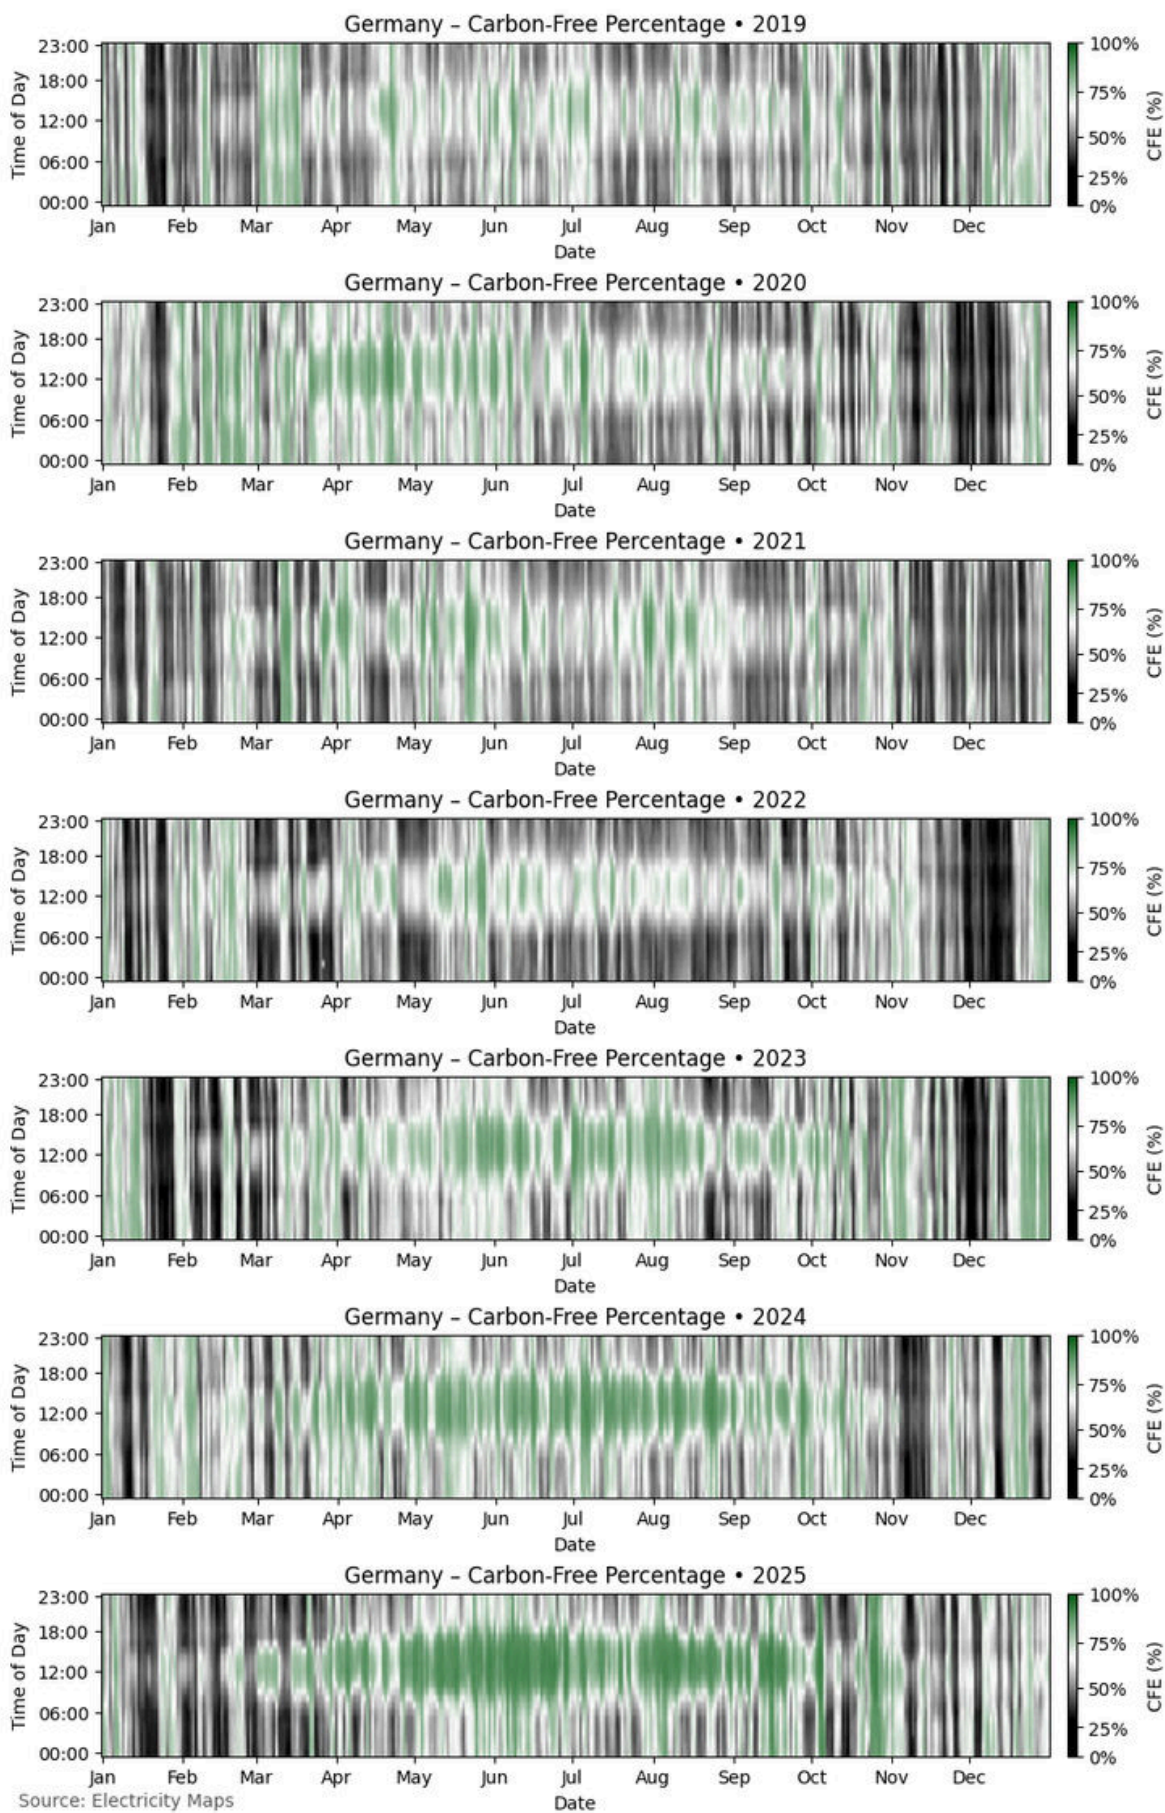 Germany – Carbon-Free Percentage • 2019
23:00
18:00
12:00
06:00
00:00
Time of Day
Jan Feb Mar Apr May Jun Jul Aug Sep Oct Nov Dec
Date
100%
75%
50%
25%
0%
CFE (%)
Germany – Carbon-Free Percentage • 2020
23:00
18:00
12:00
06:00
00:00
Time of Day
Jan Feb Mar Apr May Jun Jul Aug Sep Oct Nov Dec
Date
100%
75%
50%
25%
0%
CFE (%)
Germany – Carbon-Free Percentage • 2021
23:00
18:00
12:00
06:00
00:00
Time of Day
Jan Feb Mar Apr May Jun Jul Aug Sep Oct Nov Dec
Date
100%
75%
50%
25%
0%
CFE (%)
Germany – Carbon-Free Percentage • 2022
23:00
18:00
12:00
06:00
00:00
Time of Day
Jan Feb Mar Apr May Jun Jul Aug Sep Oct Nov Dec
Date
100%
75%
50%
25%
0%
CFE (%)
Germany – Carbon-Free Percentage • 2023
23:00
18:00
12:00
06:00
00:00
Time of Day
Jan Feb Mar Apr May Jun Jul Aug Sep Oct Nov Dec
Date
100%
75%
50%
25%
0%
CFE (%)
Germany – Carbon-Free Percentage • 2024
23:00
18:00
12:00
06:00
00:00
Time of Day
Jan Feb Mar Apr May Jun Jul Aug Sep Oct Nov Dec
Date
100%
75%
50%
25%
0%
CFE (%)
Germany – Carbon-Free Percentage • 2025
23:00
18:00
12:00
06:00
00:00
Time of Day
Jan Feb Mar Apr May Jun Jul Aug Sep Oct Nov Dec
Date
100%
75%
50%
25%
0%
CFE (%)
Source: Electricity Maps